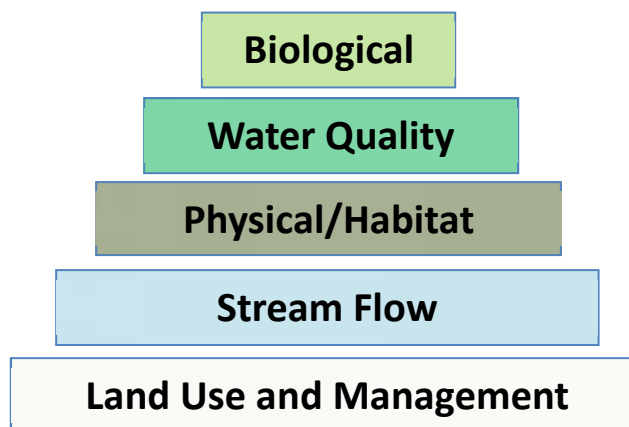 Biological
Water Quality
Physical/Habitat
Stream Flow
Land Use and Management